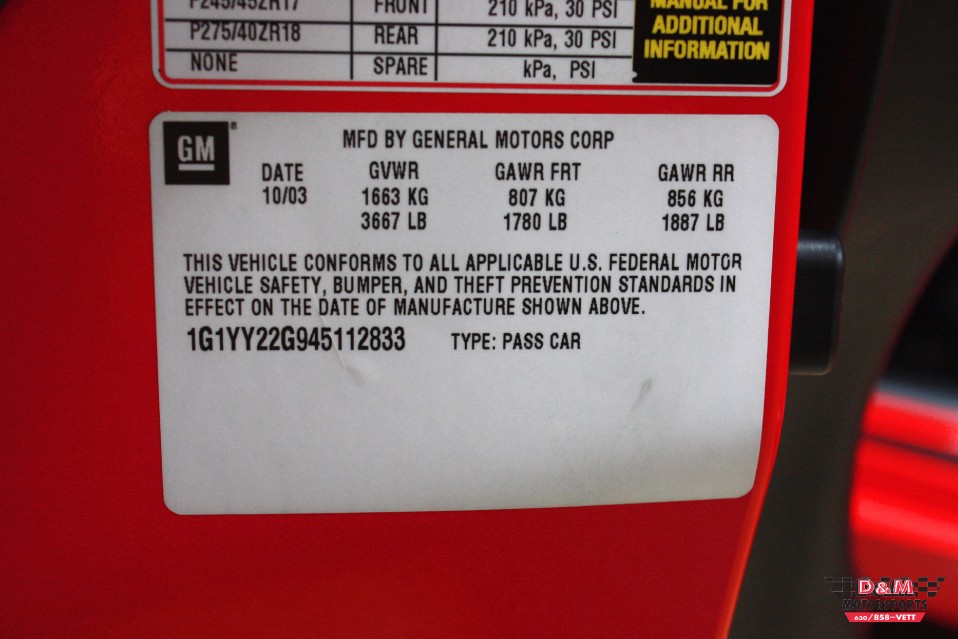 P245/45ZR17 FRONT 210 kPa, 30 PSI
P275/40ZR18 REAR 210 kPa, 30 PSI
NONE SPARE kPa, PSI
MANUAL FOR
ADDITIONAL
INFORMATION
GM
MFD BY GENERAL MOTORS CORP
DATE GVWR GAWR FRT GAWR RR
10/03 1663 KG 807 KG 856 KG
3667 LB 1780 LB 1887 LB
THIS VEHICLE CONFORMS TO ALL APPLICABLE U.S. FEDERAL MOTOR
VEHICLE SAFETY, BUMPER, AND THEFT PREVENTION STANDARDS IN
EFFECT ON THE DATE OF MANUFACTURE SHOWN ABOVE.
1G1YY22G945112833 TYPE: PASS CAR
D&M
MOTORSPORTS
630/858-VETT